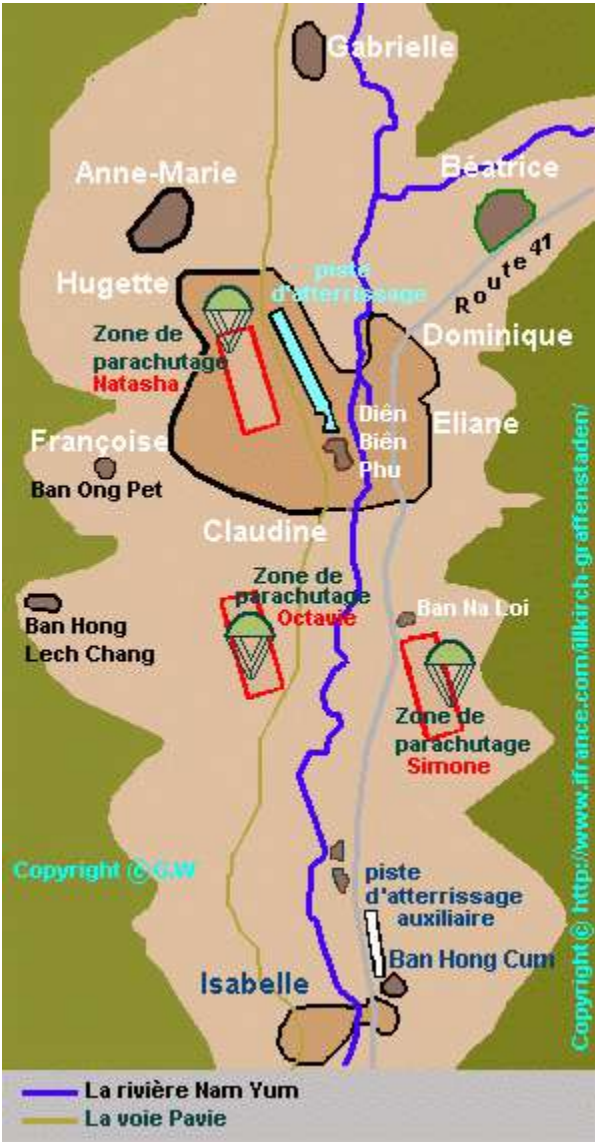 Gabrielle
Anne-Marie
Béatrice
Route 41
Hugette
piste
d'atterrissage
Dominique
Zone de
parachutage
Natasha
Diên
Biên
Phu
Eliane
Françoise
Ban Ong Pet
Claudine
Zone de
parachutage
Octavie
Ban Na Loi
Ban Hong
Lech Chang
Zone de
parachutage
Simone
Copyright © G.W
piste
d'atterrissage
auxiliaire
Ban Hong Cum
Isabelle
Copyright © http://www.ifrance.com/illkirch-graffenstaden/
La rivière Nam Yum
La voie Pavie